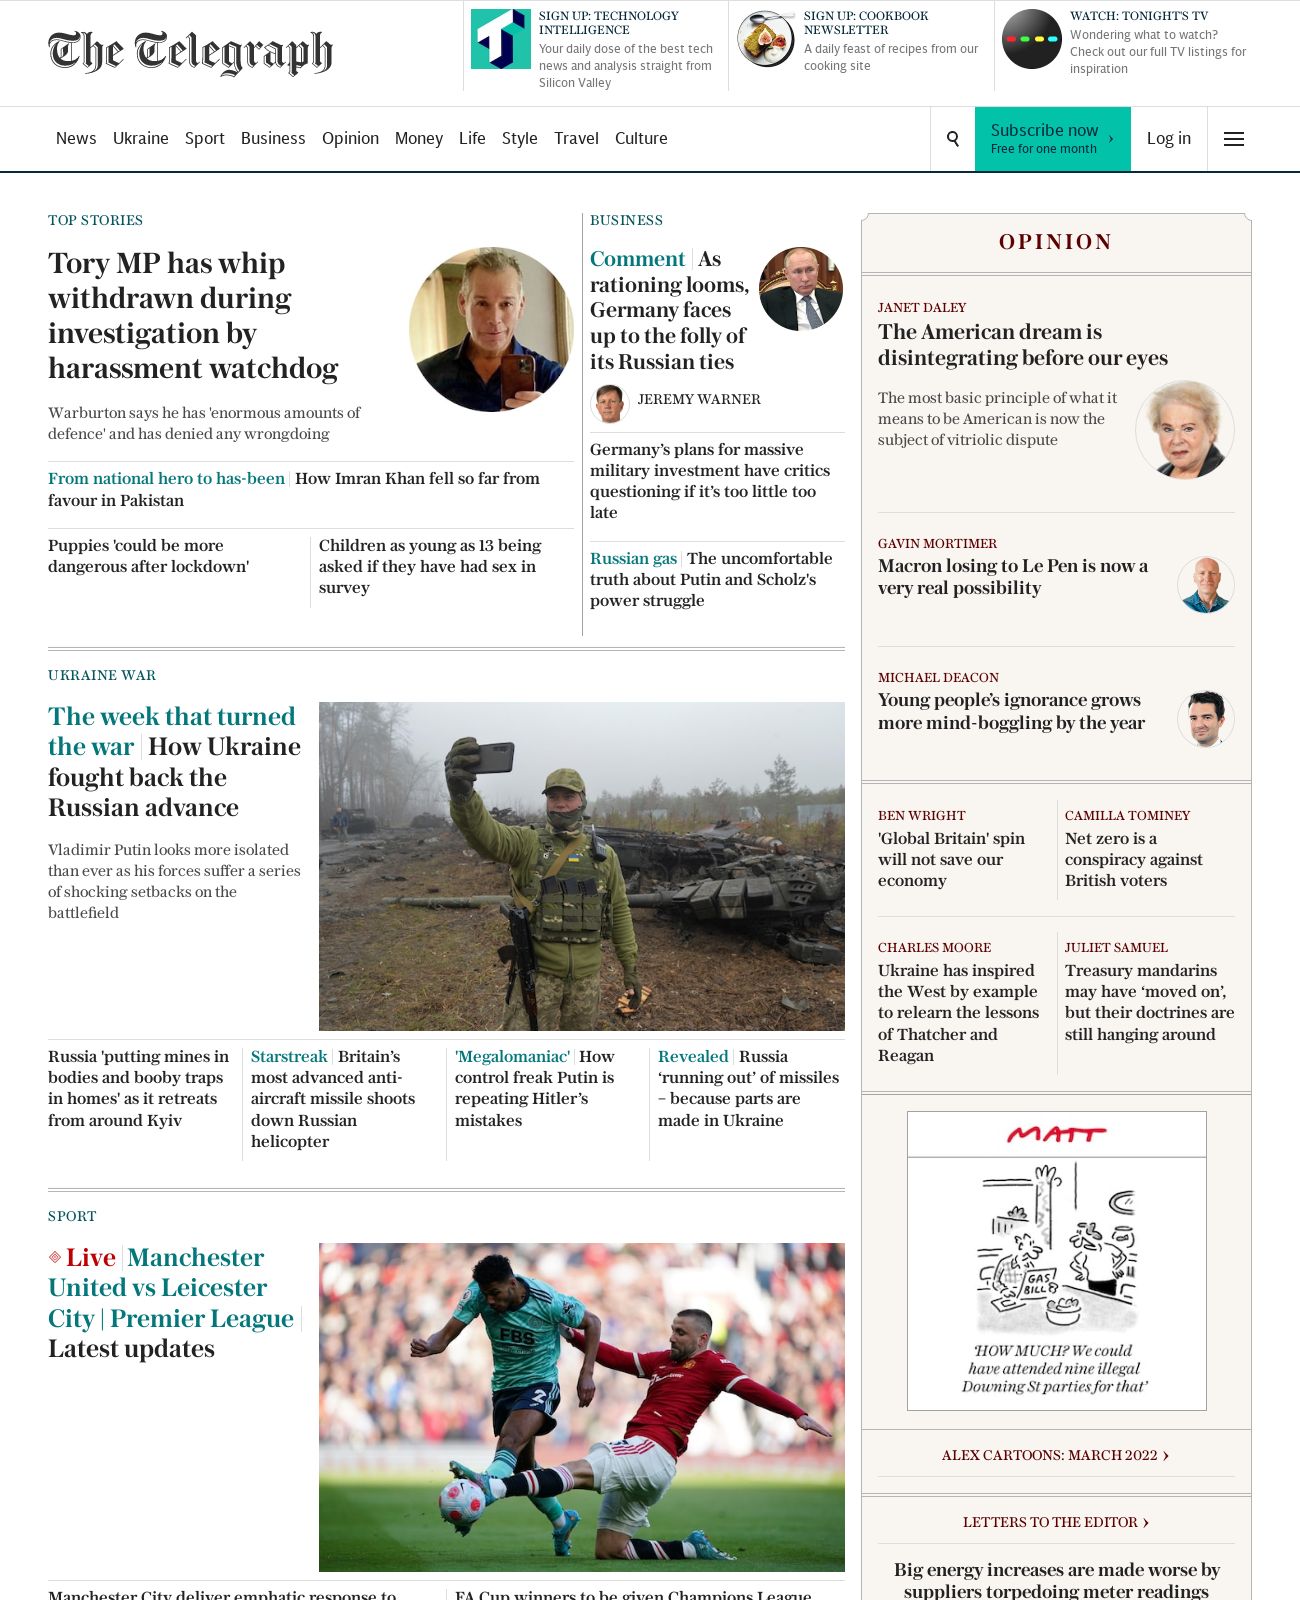 The Telegraph
SIGN UP: TECHNOLOGY
INTELLIGENCE
Your daily dose of the best tech
news and analysis straight from
Silicon Valley
SIGN UP: COOKBOOK
NEWSLETTER
A daily feast of recipes from our
cooking site
WATCH: TONIGHT'S TV
Wondering what to watch?
Check out our full TV listings for
inspiration
News Ukraine Sport Business Opinion Money Life Style Travel Culture
Subscribe now ›
Free for one month
Log in
TOP STORIES
Tory MP has whip
withdrawn during
investigation by
harassment watchdog
Warburton says he has 'enormous amounts of
defence' and has denied any wrongdoing
From national hero to has-been How Imran Khan fell so far from
favour in Pakistan
Puppies 'could be more
dangerous after lockdown'
Children as young as 13 being
asked if they have had sex in
survey
BUSINESS
Comment As
rationing looms,
Germany faces
up to the folly of
its Russian ties
JEREMY WARNER
Germany's plans for massive
military investment have critics
questioning if it's too little too
late
Russian gas The uncomfortable
truth about Putin and Scholz's
power struggle
UKRAINE WAR
The week that turned
the war How Ukraine
fought back the
Russian advance
Vladimir Putin looks more isolated
than ever as his forces suffer a series
of shocking setbacks on the
battlefield
Russia 'putting mines in
bodies and booby traps
in homes' as it retreats
from around Kyiv
Starstreak Britain's
most advanced anti-
aircraft missile shoots
down Russian
helicopter
'Megalomaniac' How
control freak Putin is
repeating Hitler's
mistakes
Revealed Russia
‘running out’ of missiles
– because parts are
made in Ukraine
SPORT
Live Manchester
United vs Leicester
City | Premier League
Latest updates
FBS
2
Manchester City deliver emphatic response to
FA Cup winners to be given Champions League
OPINION
JANET DALEY
The American dream is
disintegrating before our eyes
The most basic principle of what it
means to be American is now the
subject of vitriolic dispute
GAVIN MORTIMER
Macron losing to Le Pen is now a
very real possibility
MICHAEL DEACON
Young people's ignorance grows
more mind-boggling by the year
BEN WRIGHT
'Global Britain' spin
will not save our
economy
CAMILLA TOMINEY
Net zero is a
conspiracy against
British voters
CHARLES MOORE
Ukraine has inspired
the West by example
to relearn the lessons
of Thatcher and
Reagan
JULIET SAMUEL
Treasury mandarins
may have ‘moved on’,
but their doctrines are
still hanging around
MATT
GAS
BILLS
‘HOW MUCH? We could
have attended nine illegal
Downing St parties for that’
ALEX CARTOONS: MARCH 2022 ›
LETTERS TO THE EDITOR ›
Big energy increases are made worse by
suppliers torpedoing meter readings